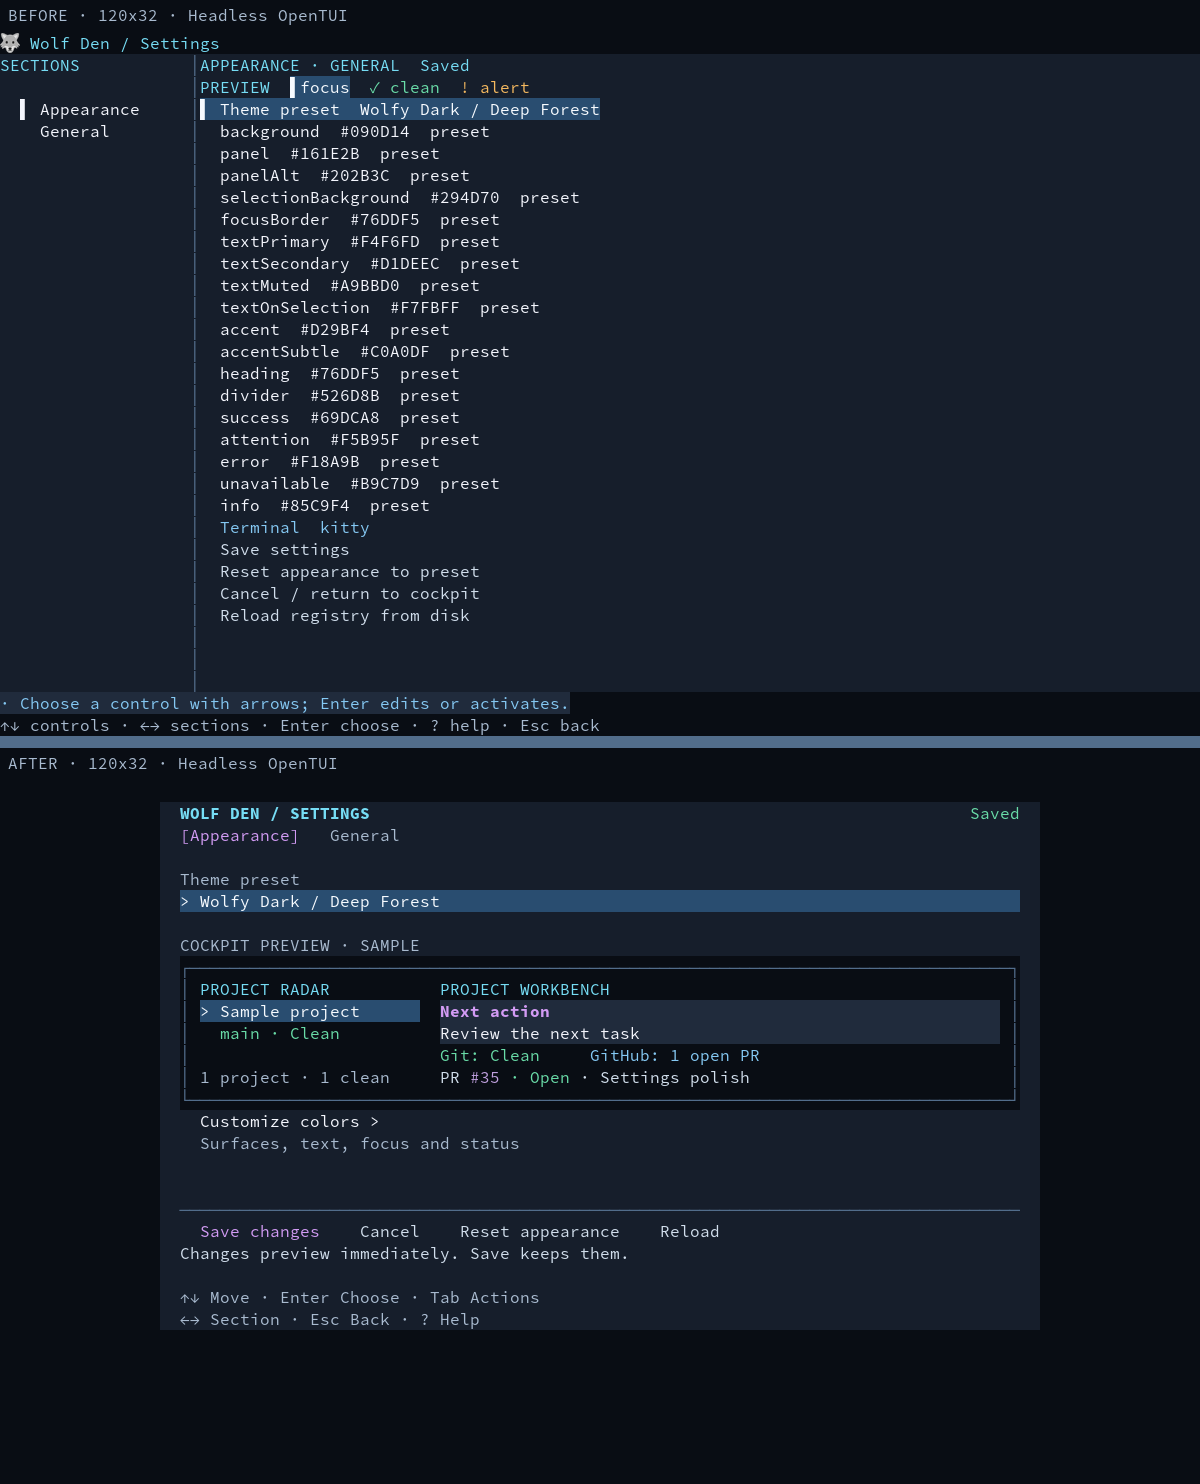 BEFORE · 120x32 · Headless OpenTUI
Wolf Den / Settings
SECTIONS
APPEARANCE · GENERAL  Saved
PREVIEW  focus  ✓ clean  ! alert
Appearance
General
Theme preset  Wolfy Dark / Deep Forest
background  #090D14  preset
panel  #161E2B  preset
panelAlt  #202B3C  preset
selectionBackground  #294D70  preset
focusBorder  #76DDF5  preset
textPrimary  #F4F6FD  preset
textSecondary  #D1DEEC  preset
textMuted  #A9BBD0  preset
textOnSelection  #F7FBFF  preset
accent  #D29BF4  preset
accentSubtle  #C0A0DF  preset
heading  #76DDF5  preset
divider  #526D8B  preset
success  #69DCA8  preset
attention  #F5B95F  preset
error  #F18A9B  preset
unavailable  #B9C7D9  preset
info  #85C9F4  preset
Terminal  kitty
Save settings
Reset appearance to preset
Cancel / return to cockpit
Reload registry from disk
· Choose a control with arrows; Enter edits or activates.
↑↓ controls · ↔ sections · Enter choose · ? help · Esc back
AFTER · 120x32 · Headless OpenTUI
WOLF DEN / SETTINGS  Saved
[Appearance]   General
Theme preset
> Wolfy Dark / Deep Forest
COCKPIT PREVIEW · SAMPLE
PROJECT RADAR  PROJECT WORKBENCH
> Sample project  Next action
main · Clean  Review the next task
Git: Clean  GitHub: 1 open PR
1 project · 1 clean  PR #35 · Open · Settings polish
Customize colors >
Surfaces, text, focus and status
Save changes  Cancel  Reset appearance  Reload
Changes preview immediately. Save keeps them.
↑↓ Move · Enter Choose · Tab Actions
↔ Section · Esc Back · ? Help